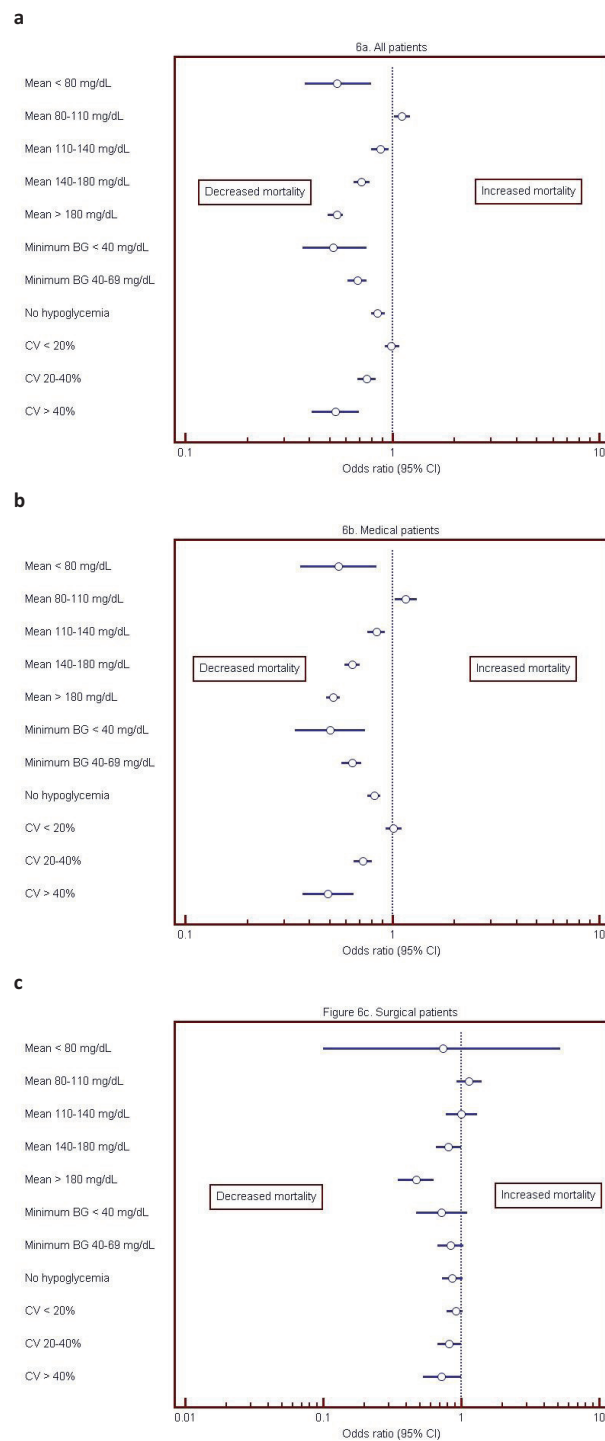 a
6a. All patients
Mean < 80 mg/dL
Mean 80-110 mg/dL
Mean 110-140 mg/dL
Mean 140-180 mg/dL
Decreased mortality
Increased mortality
Mean > 180 mg/dL
Minimum BG < 40 mg/dL
Minimum BG 40-69 mg/dL
No hypoglycemia
CV < 20%
CV 20-40%
CV > 40%
0.1 1 10
Odds ratio (95% CI)
b
6b. Medical patients
Mean < 80 mg/dL
Mean 80-110 mg/dL
Mean 110-140 mg/dL
Mean 140-180 mg/dL
Decreased mortality
Increased mortality
Mean > 180 mg/dL
Minimum BG < 40 mg/dL
Minimum BG 40-69 mg/dL
No hypoglycemia
CV < 20%
CV 20-40%
CV > 40%
0.1 1 10
Odds ratio (95% CI)
c
Figure 6c. Surgical patients
Mean < 80 mg/dL
Mean 80-110 mg/dL
Mean 110-140 mg/dL
Mean 140-180 mg/dL
Mean > 180 mg/dL
Decreased mortality
Increased mortality
Minimum BG < 40 mg/dL
Minimum BG 40-69 mg/dL
No hypoglycemia
CV < 20%
CV 20-40%
CV > 40%
0.01 0.1 1 10
Odds ratio (95% CI)